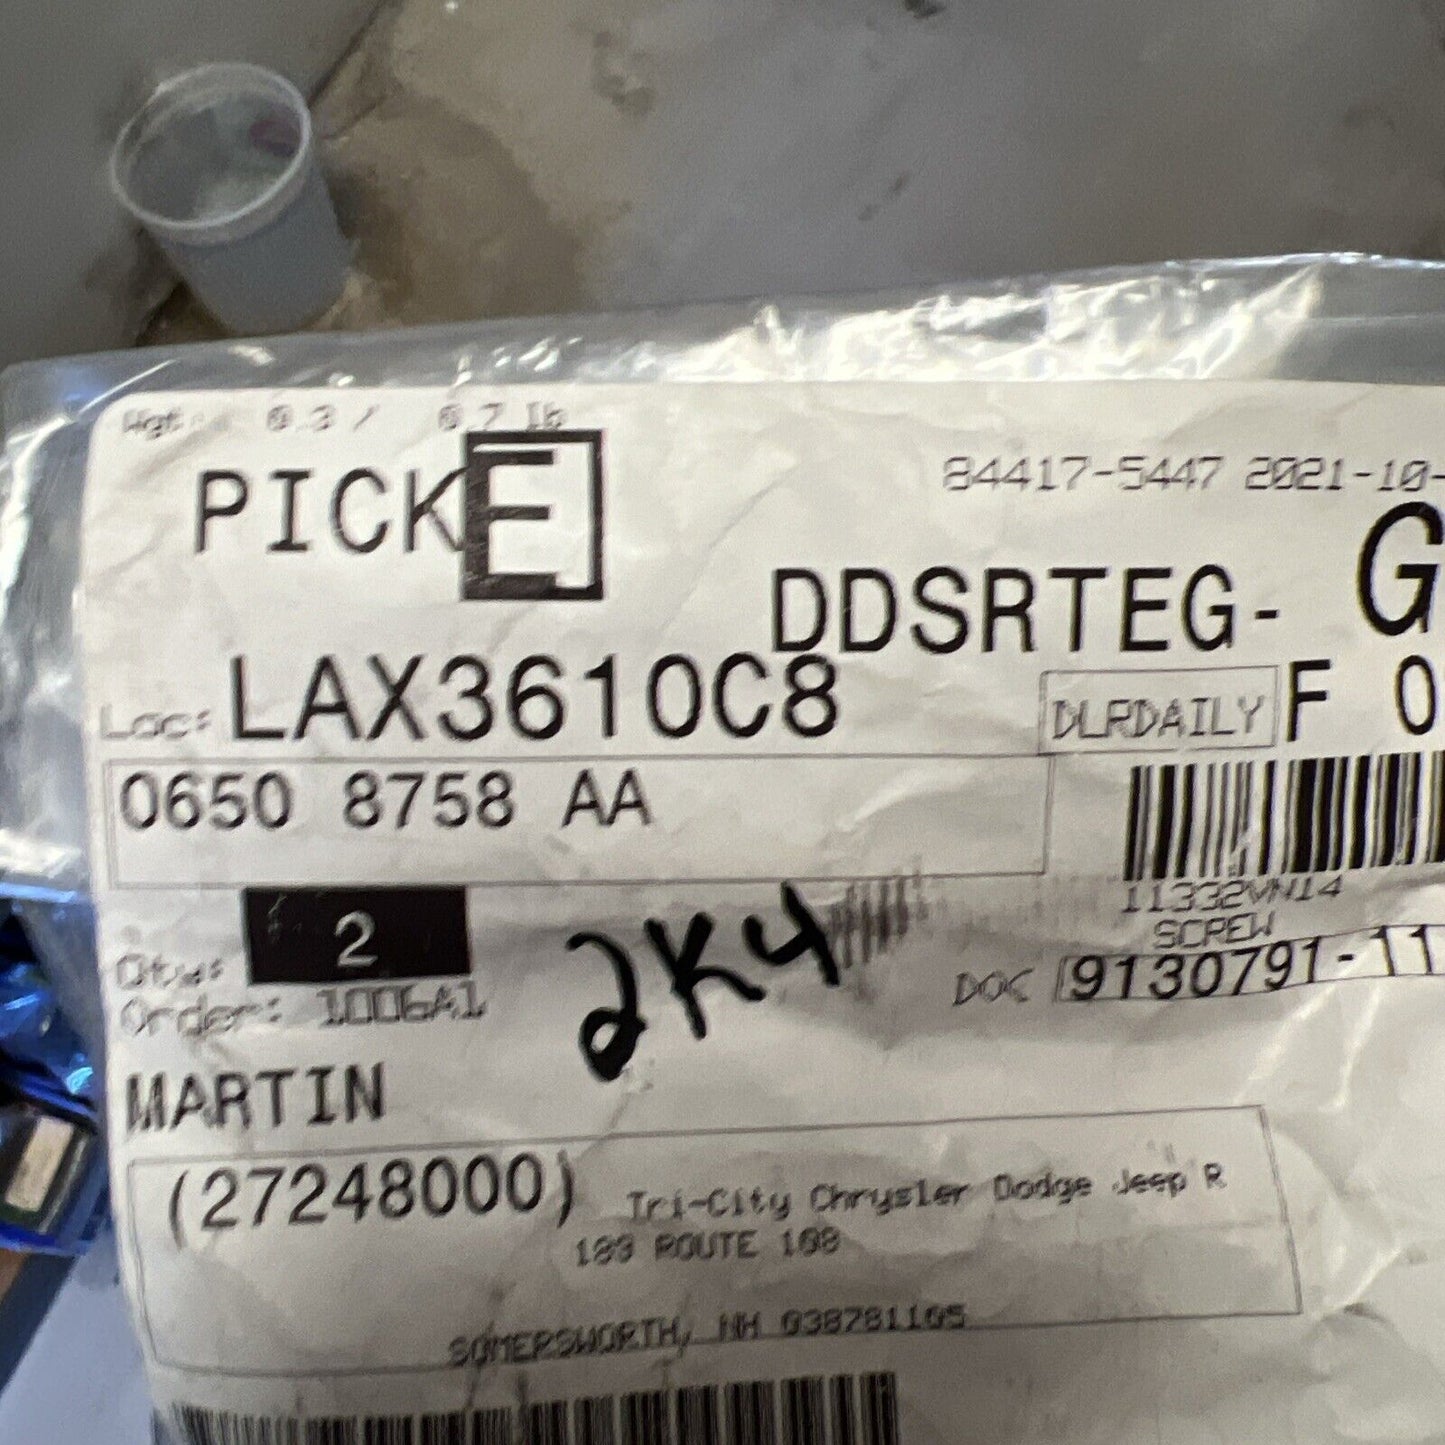 Wgt: 0.3 / 0.7 lb
84417-5447 2021-10-
PICK E
DDSRTEG- G
Loc: LAX3610C8
DLRDAILY F 0
0650 8758 AA
11332VN14
SCREW
Qty: 2
2K4
DOC 9130791-11
Order: 1006A1
MARTIN
(27248000) Tri-City Chrysler Dodge Jeep R
189 ROUTE 108
SOMERSWORTH, NH 038781105